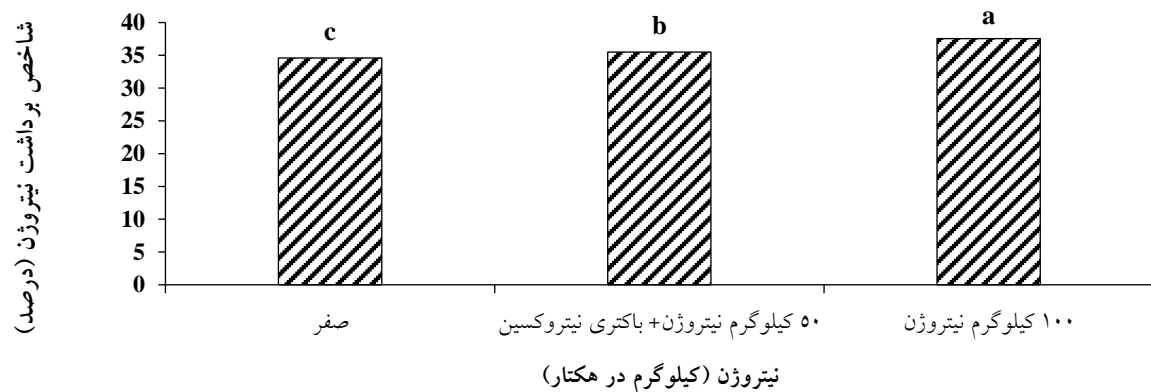 شاخص برداشت نیتروژن (درصد)
40
35
30
25
20
15
10
5
0
c
b
a
صفر
۵۰ کیلوگرم نیتروژن+ باکتری نیتروکسین
۱۰۰ کیلوگرم نیتروژن
نیتروژن (کیلوگرم در هکتار)